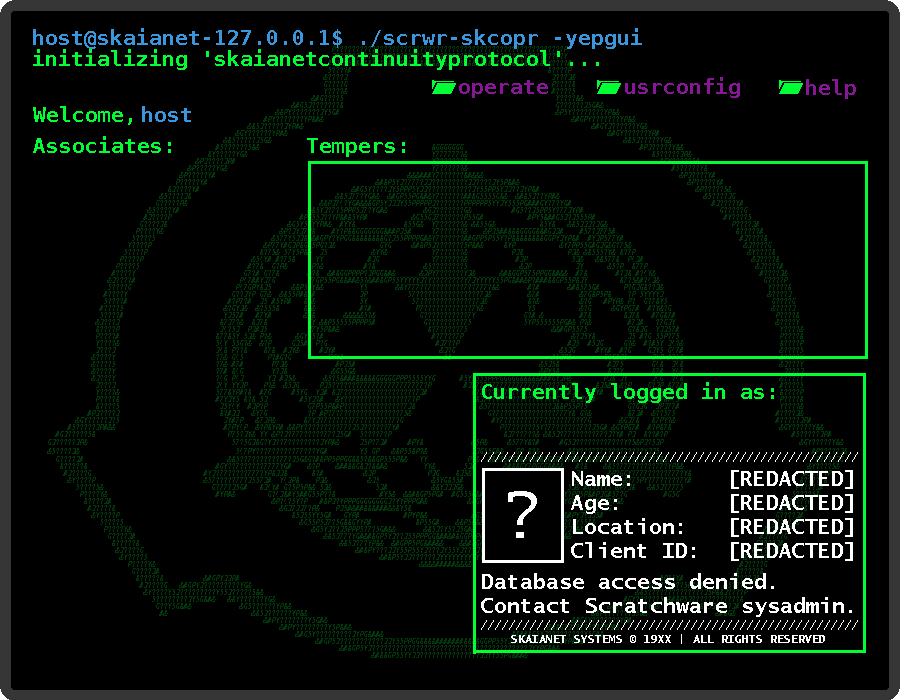 host@skaianet-127.0.0.1$ ./scrwr-skcopr -yepgui
initializing 'skaianetcontinuityprotocol'...
operate usrconfig help
Welcome, host
Associates: Tempers:
Currently logged in as:
////////////////////////////////////////////////////////////
?
Name: [REDACTED]
Age: [REDACTED]
Location: [REDACTED]
Client ID: [REDACTED]
Database access denied.
Contact Scratchware sysadmin.
////////////////////////////////////////////////////////////
SKAIANET SYSTEMS © 19XX | ALL RIGHTS RESERVED